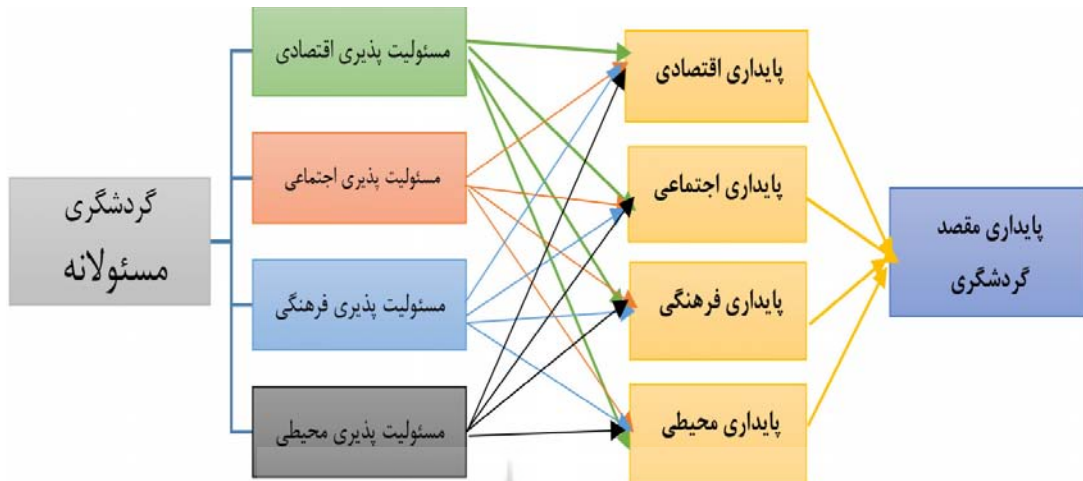 گردشگری
مسئولانه
مسئولیت پذیری اقتصادی
مسئولیت پذیری اجتماعی
مسئولیت پذیری فرهنگی
مسئولیت پذیری محیطی
پایداری اقتصادی
پایداری اجتماعی
پایداری فرهنگی
پایداری محیطی
پایداری مقصد
گردشگری